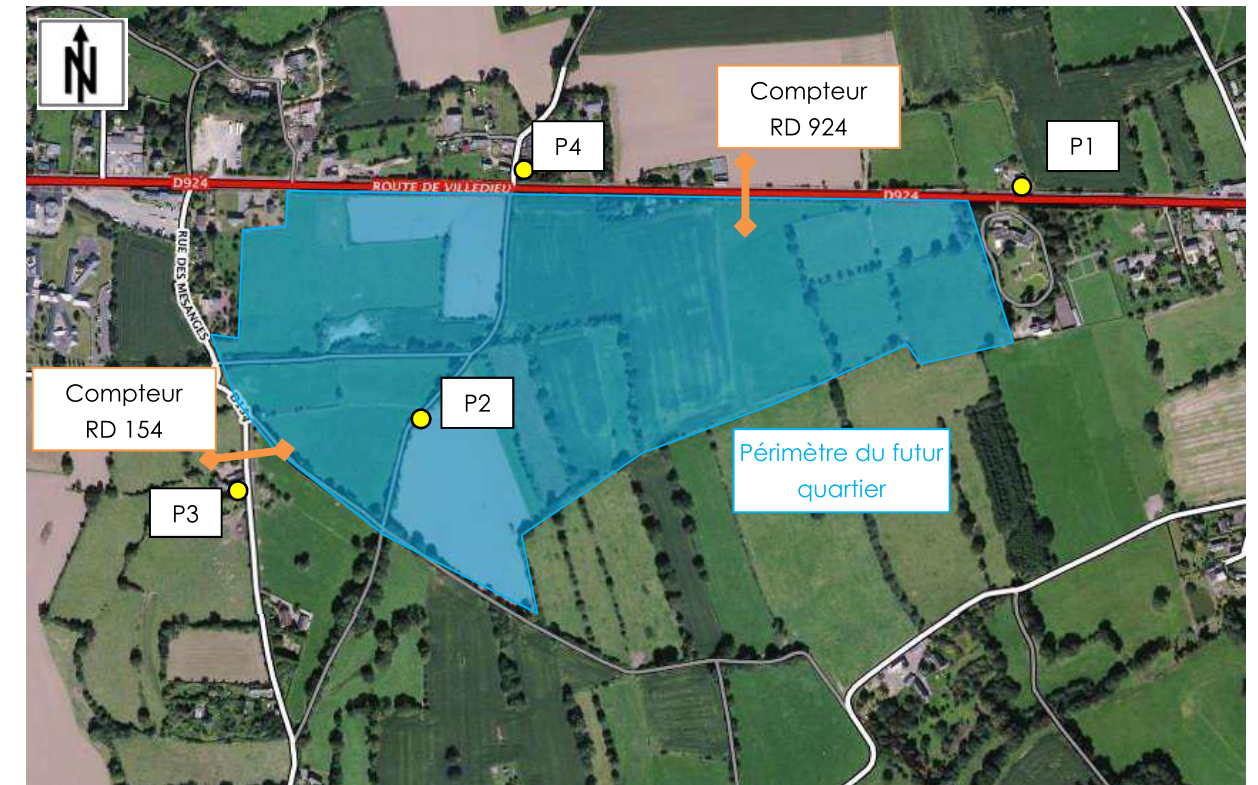 N
Compteur
RD 924
P4
P1
D924
ROUTE DE VILLEDIEU
D924
RUE DES MESANGES
Compteur
RD 154
P2
Périmètre du futur
quartier
P3